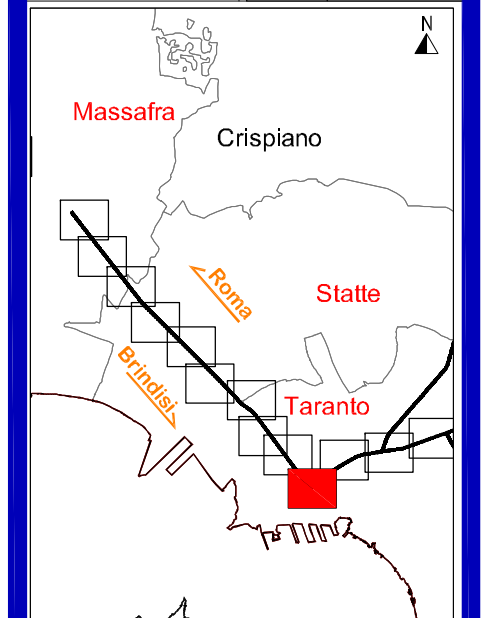 N
Massafra
Crispiano
Roma
Statte
Brindisi
Taranto